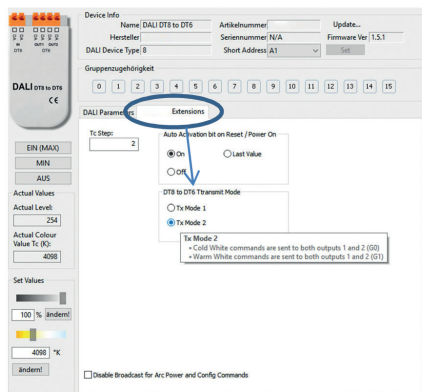 Device Info
Name DALI DT8 to DT6 Artikelnummer Update...
Hersteller Seriennummer N/A Firmware Ver 1.5.1
DALI Device Type 8 Short Address A1 Set
Gruppenzugehörigkeit
0 1 2 3 4 5 6 7 8 9 10 11 12 13 14 15
DALI Parameters Extensions
IN OUT1 OUT2
DT8 DT6
DALI DT8 to DT6
CE
EIN (MAX)
MIN
AUS
Actual Values
Actual Level:
254
Actual Colour
Value Tc (K):
4098
Set Values
100 % ändern!
4098 °K
ändern!
Tc Step:
2
Auto Activation bit on Reset / Power On
On Last Value
Off
DT8 to DT6 Ttransmit Mode
Tx Mode 1
Tx Mode 2
Tx Mode 2
• Cold White commands are sent to both outputs 1 and 2 (G0)
• Warm White commands are sent to both outputs 1 and 2 (G1)
Disable Broadcast for Arc Power and Config Commands